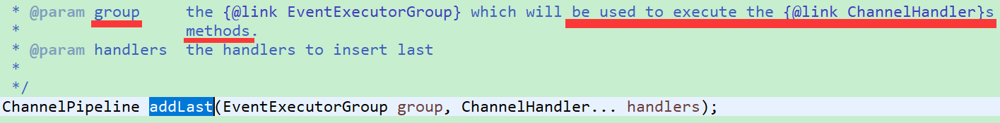 * @param group the {@link EventExecutorGroup} which will be used to execute the {@link ChannelHandler}s
* methods.
* @param handlers the handlers to insert last
*
*/
ChannelPipeline addLast(EventExecutorGroup group, ChannelHandler... handlers);